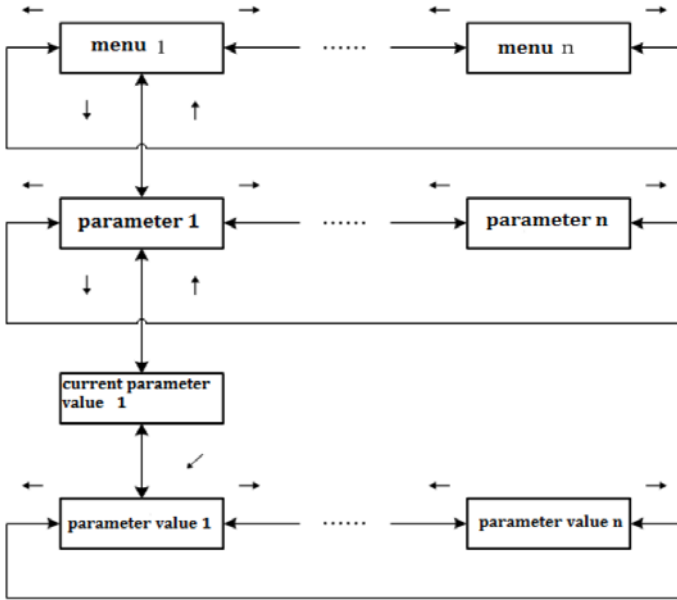 menu 1
......
menu n
parameter 1
......
parameter n
current parameter
value 1
parameter value 1
......
parameter value n